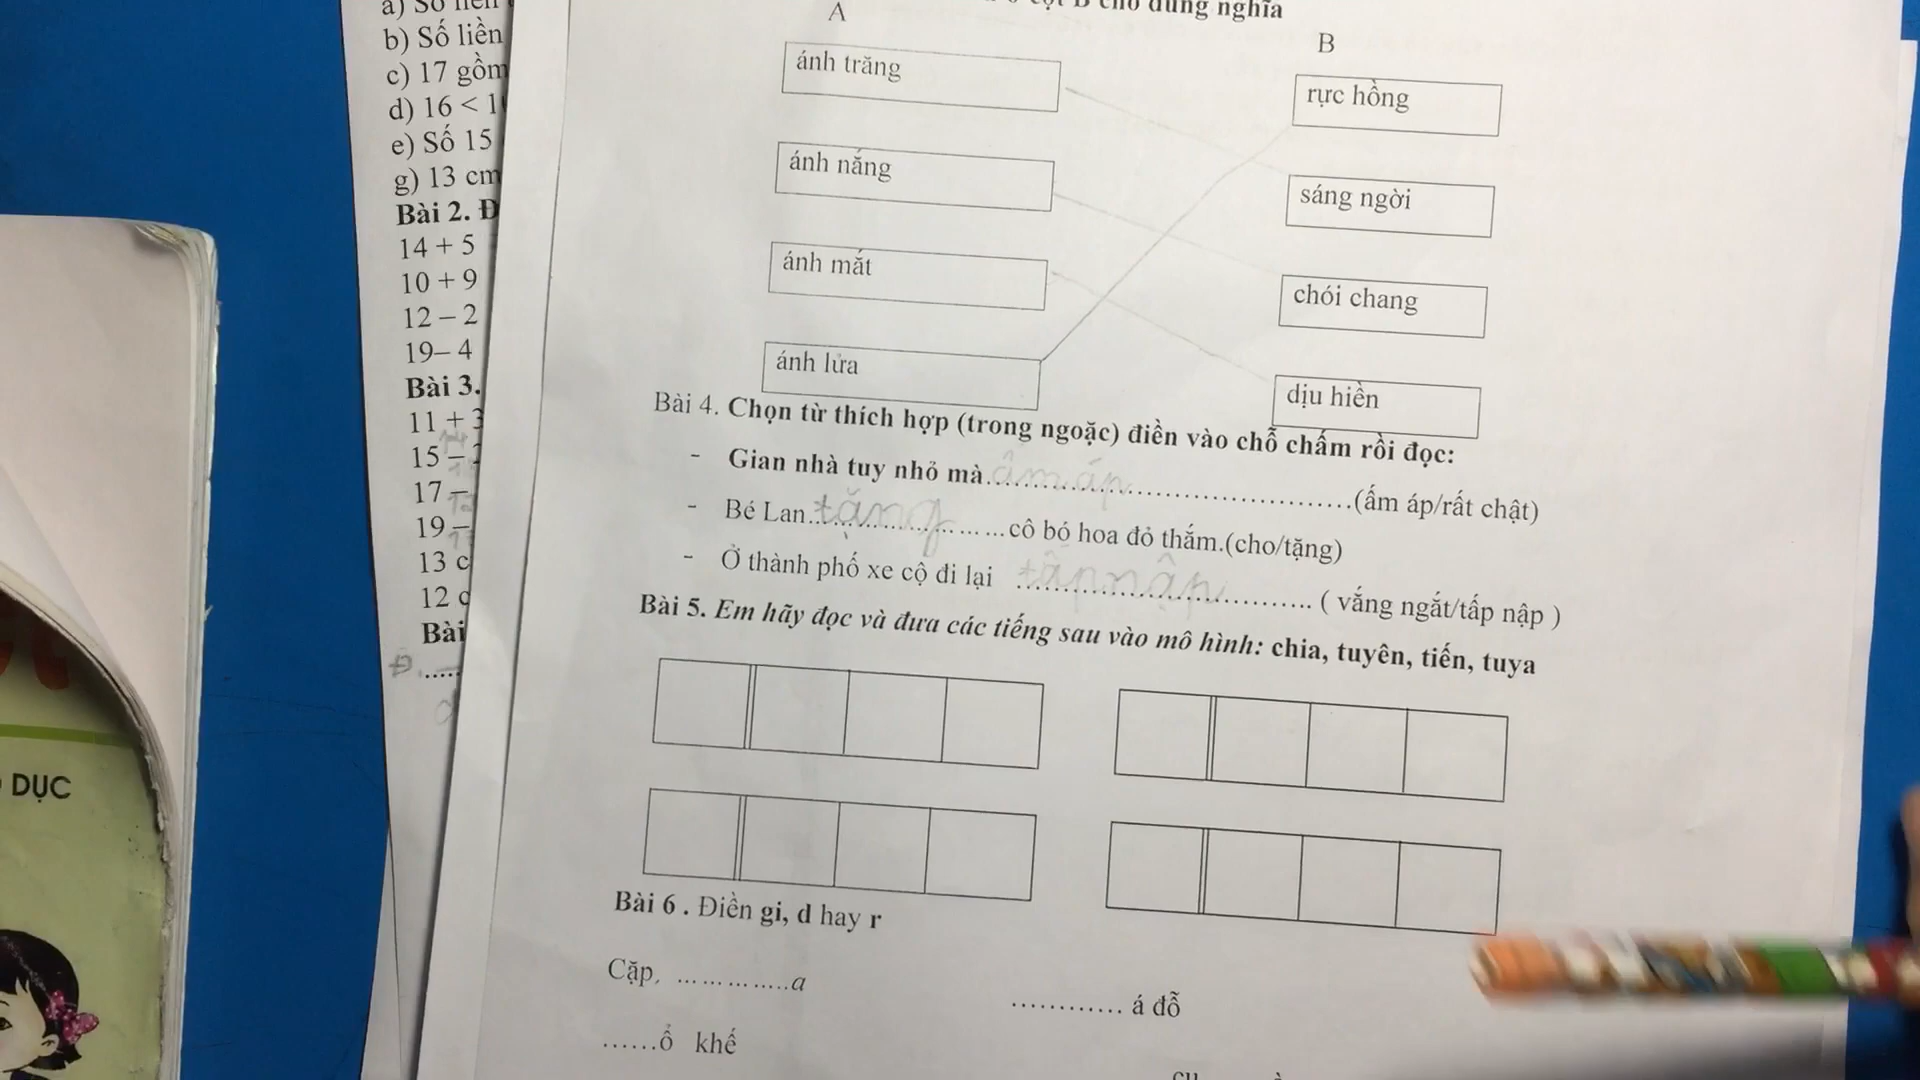 b) Số liền
c) 17 gồm
d) 16 < 1
e) Số 15
g) 13 cm
Bài 2. Đ
14 + 5
10 + 9
12 – 2
19– 4
Bài 3.
11 + 3
15 –
17 –
19 –
13 c
12 c
Bài
DỤC
cột B cho đúng nghĩa
A
B
ánh trăng
rực hồng
ánh nắng
sáng ngời
ánh mắt
chói chang
ánh lửa
dịu hiền
Bài 4. Chọn từ thích hợp (trong ngoặc) điền vào chỗ chấm rồi đọc:
- Gian nhà tuy nhỏ mà âm áp (ấm áp/rất chật)
- Bé Lan tặng cô bó hoa đỏ thắm.(cho/tặng)
- Ở thành phố xe cộ đi lại tấp nập ( vắng ngắt/tấp nập )
Bài 5. Em hãy đọc và đưa các tiếng sau vào mô hình: chia, tuyên, tiến, tuya
Bài 6 . Điền gi, d hay r
Cặp, ..............a
............ á đỗ
......ổ khế